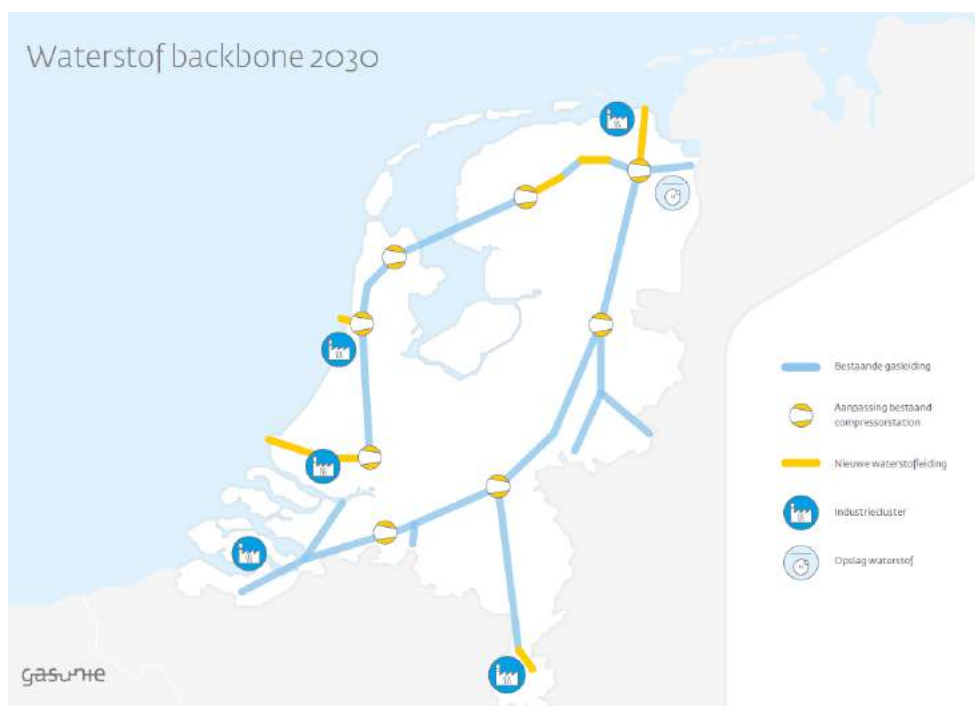 Waterstof backbone 2030
Bestaande gasleiding
Aanpassing bestaand
compressorstation
Nieuwe waterstofleiding
Industriecluster
Opslag waterstof
gasunie